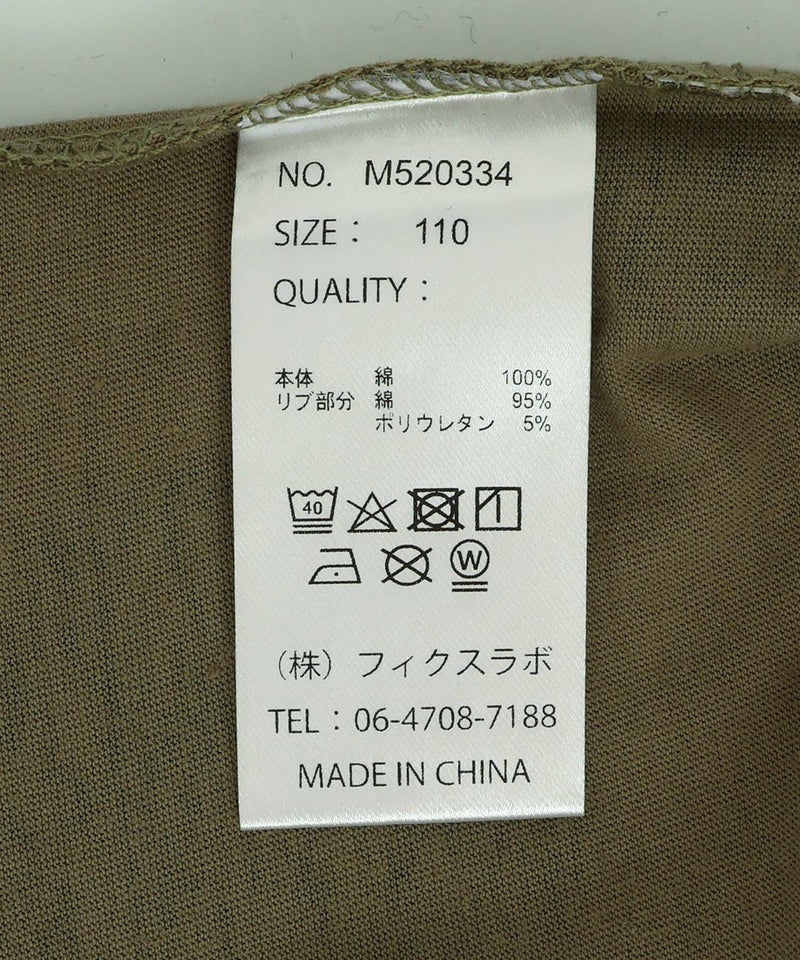 NO. M520334
SIZE： 110
QUALITY：
本体 綿 100%
リブ部分 綿 95%
ポリウレタン 5%
40
W
（株）フィクスラボ
TEL：06-4708-7188
MADE IN CHINA